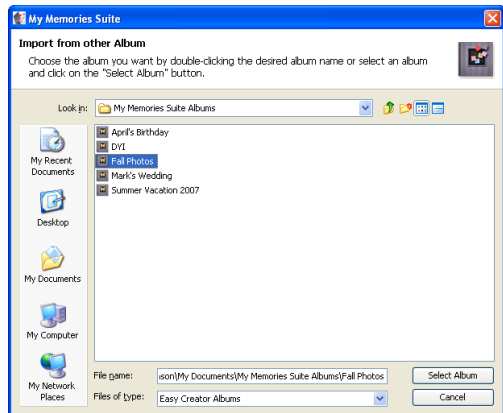 My Memories Suite
Import from other Album
Choose the album you want by double-clicking the desired album name or select an album
and click on the "Select Album" button.
Look in:
My Memories Suite Albums
My Recent
Documents
Desktop
My Documents
My Computer
My Network
Places
April's Birthday
DYI
Fall Photos
Mark's Wedding
Summer Vacation 2007
File name:
son\My Documents\My Memories Suite Albums\Fall Photos
Select Album
Files of type:
Easy Creator Albums
Cancel